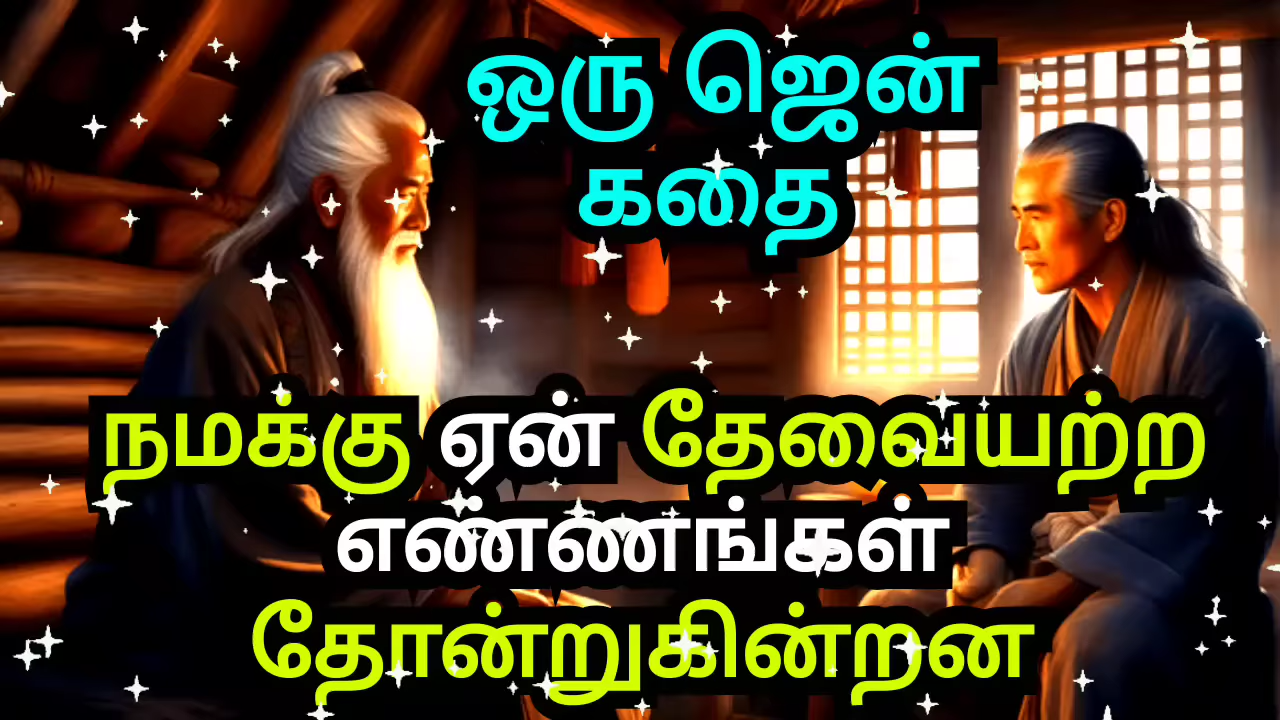 ஒரு ஜென்
கதை
நமக்கு ஏன் தேவையற்ற
எண்ணங்கள்
தோன்றுகின்றன